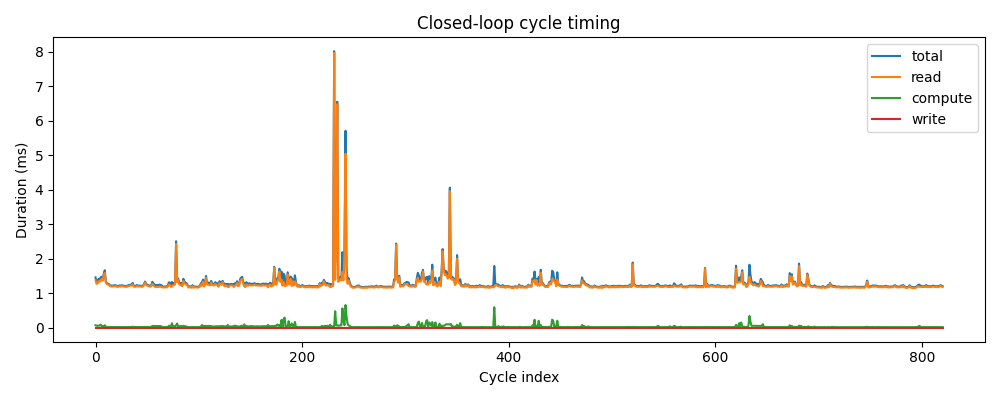 Closed-loop cycle timing
total
read
compute
write
Duration (ms)
8
7
6
5
4
3
2
1
0
0 200 400 600 800
Cycle index